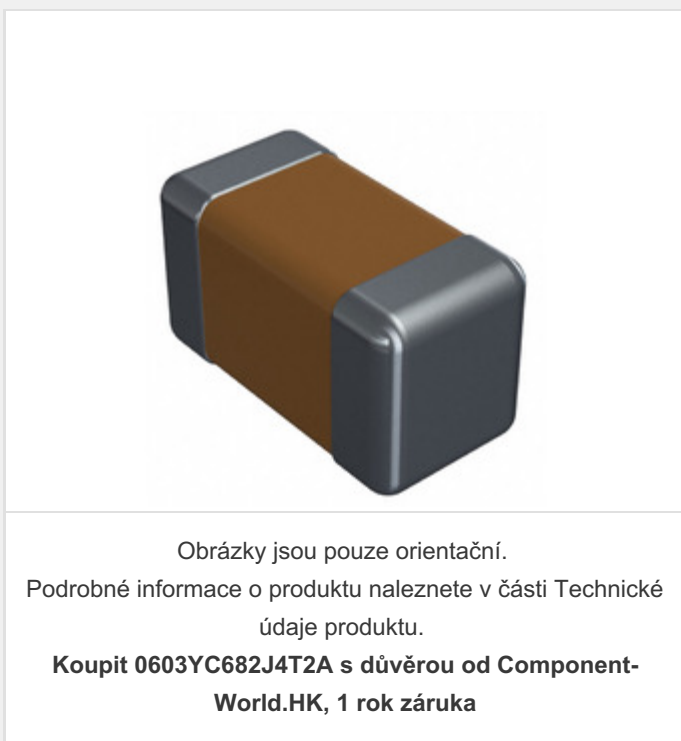 Obrázky jsou pouze orientační.
Podrobné informace o produktu naleznete v části Technické
údaje produktu.
Koupit 0603YC682J4T2A s důvěrou od Component-
World.HK, 1 rok záruka